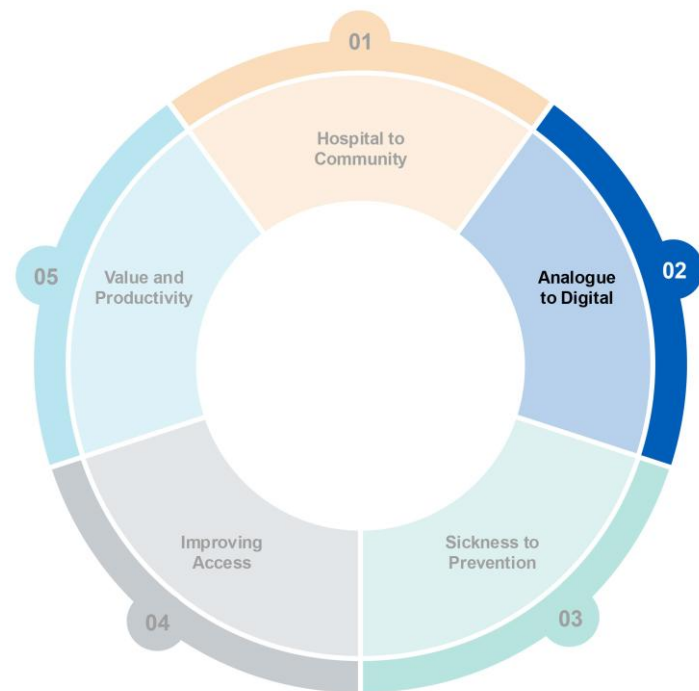 01
Hospital to
Community
02
Analogue
to Digital
03
Sickness to
Prevention
04
Improving
Access
05
Value and
Productivity